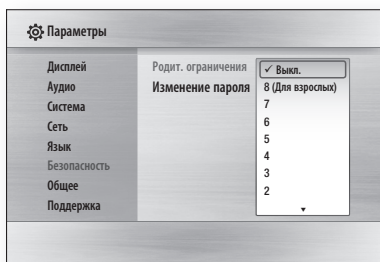 Параметры
Дисплей
Аудио
Система
Сеть
Язык
Безопасность
Общее
Поддержка
Родит. ограничения
Изменение пароля
✓ Выкл.
8 (Для взрослых)
7
6
5
4
3
2